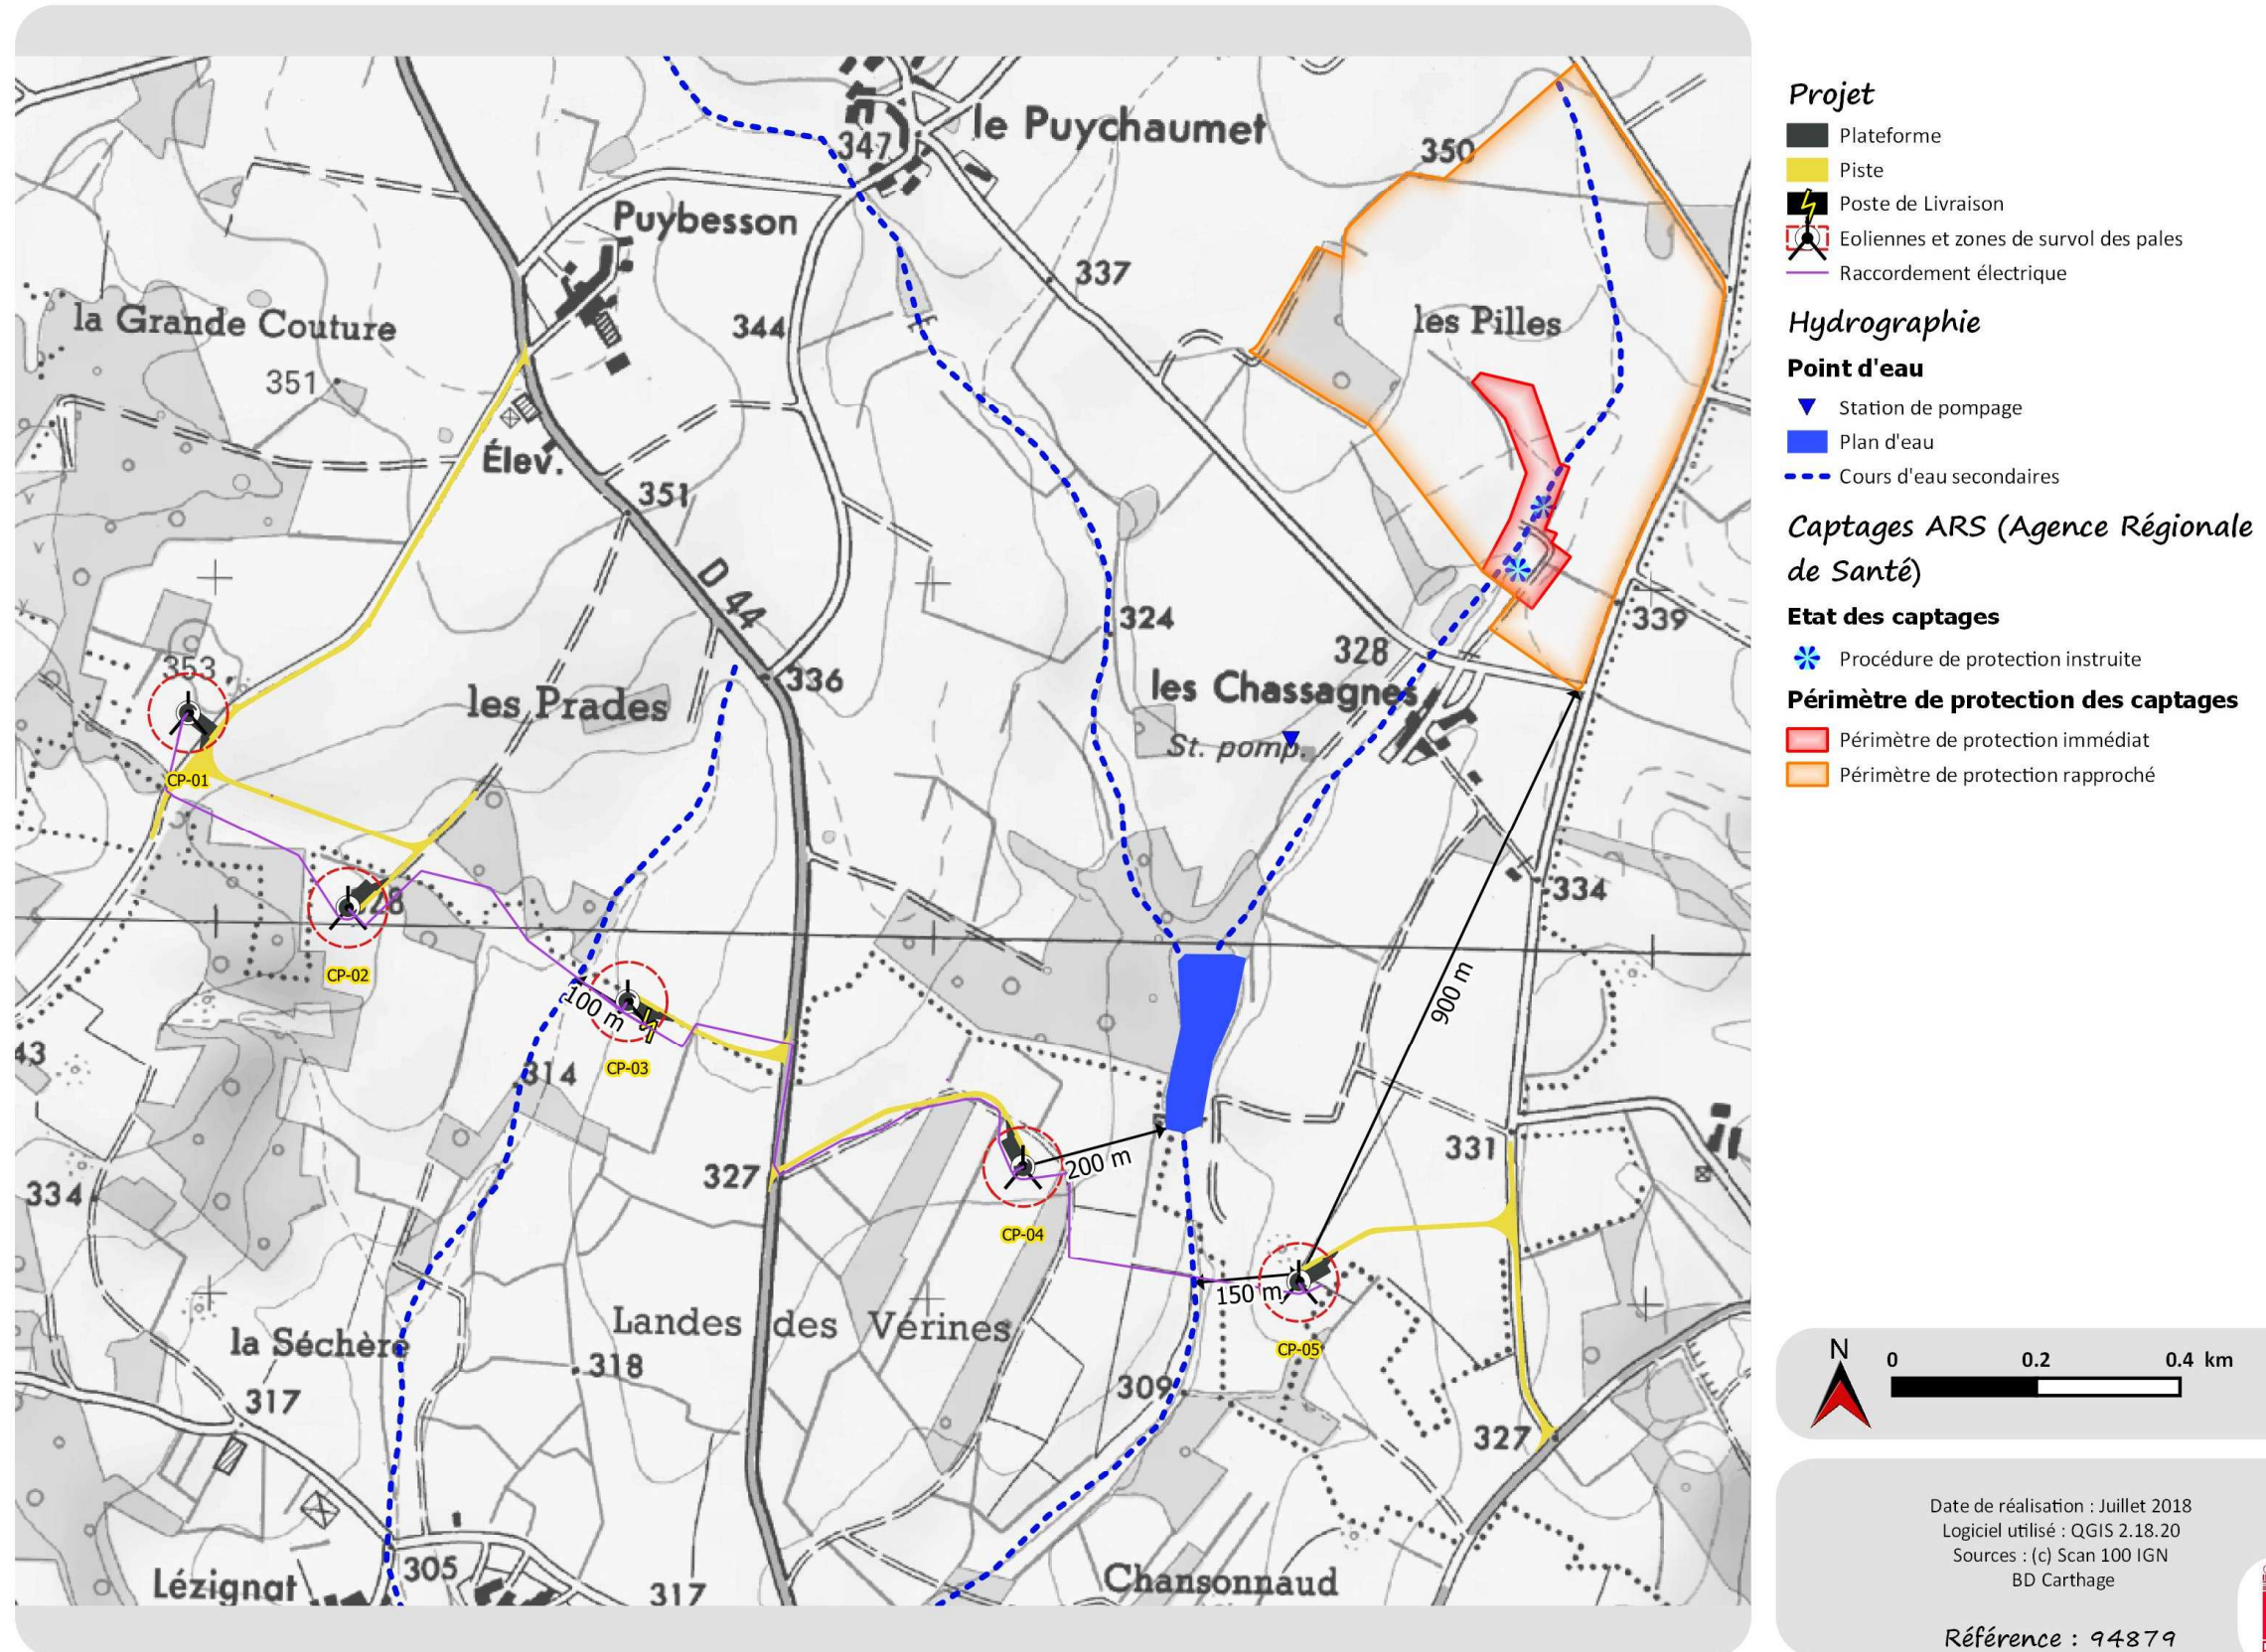 le Puychaumet
347
350
Puybesson
337
344
les Pilles
la Grande Couture
351
Élev.
351
D 44
324
339
353
336
328
les Chassagnes
les Prades
St. pomp.
CP-01
334
CP-02
900 m
100 m
43
314
CP-03
331
200 m
327
334
CP-04
150 m
Landes des Vérines
la Séchère
CP-05
318
309
317
327
305
Lézignat
317
Chansonnaud
Projet
Plateforme
Piste
Poste de Livraison
Eoliennes et zones de survol des pales
Raccordement électrique
Hydrographie
Point d'eau
Station de pompage
Plan d'eau
Cours d'eau secondaires
Captages ARS (Agence Régionale
de Santé)
Etat des captages
Procédure de protection instruite
Périmètre de protection des captages
Périmètre de protection immédiat
Périmètre de protection rapproché
N
0 0.2 0.4 km
Date de réalisation : Juillet 2018
Logiciel utilisé : QGIS 2.18.20
Sources : (c) Scan 100 IGN
BD Carthage
Référence : 94879